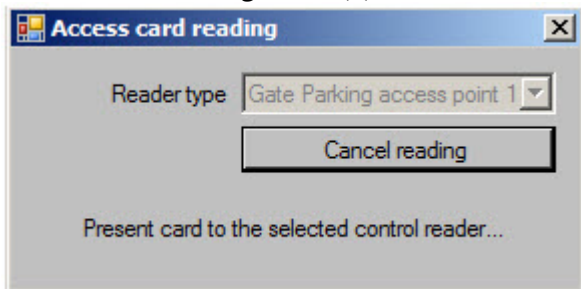 Access card reading
Reader type Gate Parking access point 1
Cancel reading
Present card to the selected control reader...